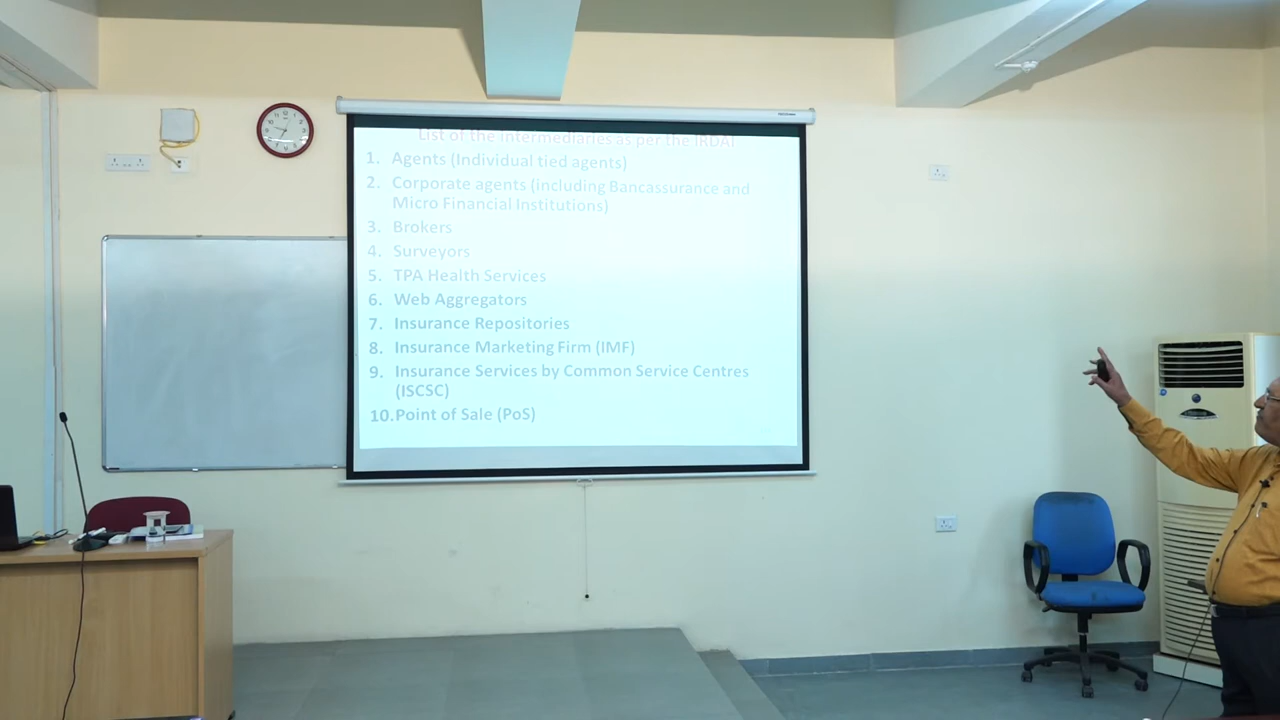 List of the Intermediaries as per the IRDAI
1. Agents (Individual tied agents)
2. Corporate agents (including Bancassurance and
Micro Financial Institutions)
3. Brokers
4. Surveyors
5. TPA Health Services
6. Web Aggregators
7. Insurance Repositories
8. Insurance Marketing Firm (IMF)
9. Insurance Services by Common Service Centres
(ISCSC)
10. Point of Sale (PoS)